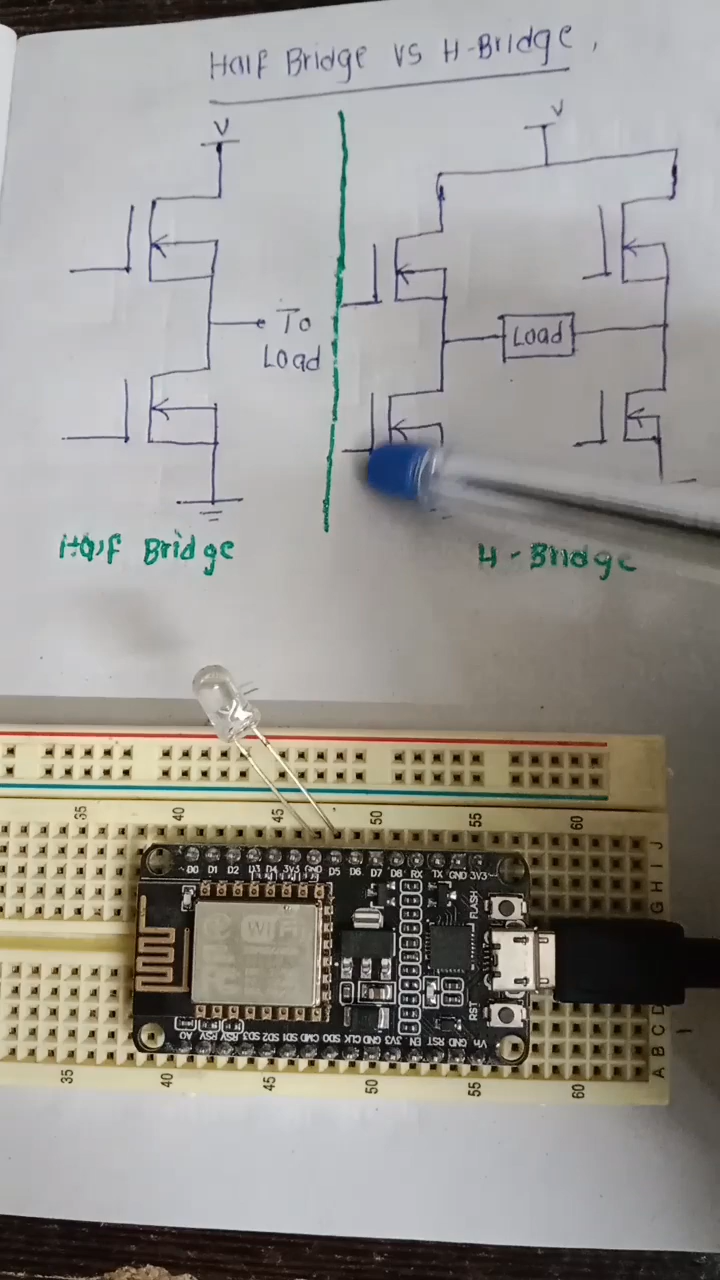 Half Bridge vs H-Bridge,
V
V
To
Load
Load
Half Bridge
H-Bridge
35 40 45 50 55 60
J
I
H
G
D0 D1 D2 D3 D4 3V3 GND D5 D6 D7 D8 RX TX GND 3V3
FLASH
WiFi
RST
A0 RSV RSV SD3 SD2 SD1 CMD SD0 CLK GND 3V3 EN RST GND Vin
D
C
B
A
35 40 45 50 55 60